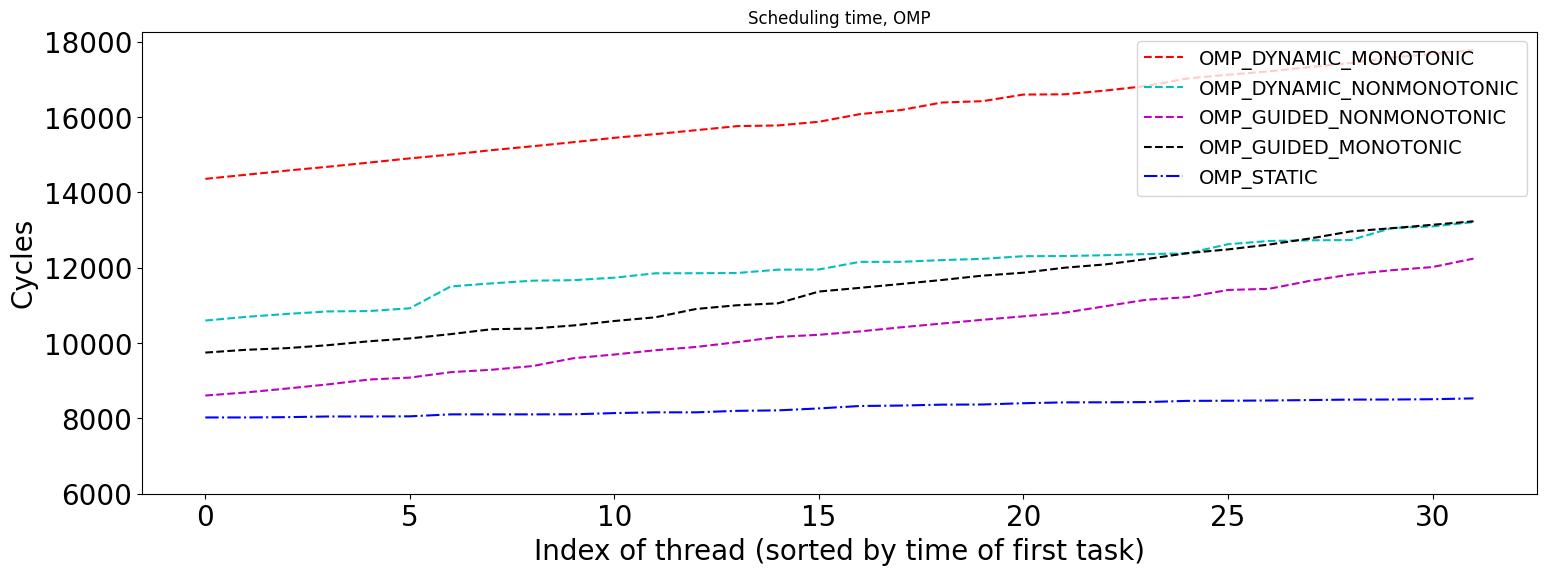 Scheduling time, OMP
18000
16000
14000
12000
10000
8000
6000
Cycles
OMP_DYNAMIC_MONOTONIC
OMP_DYNAMIC_NONMONOTONIC
OMP_GUIDED_NONMONOTONIC
OMP_GUIDED_MONOTONIC
OMP_STATIC
0 5 10 15 20 25 30
Index of thread (sorted by time of first task)